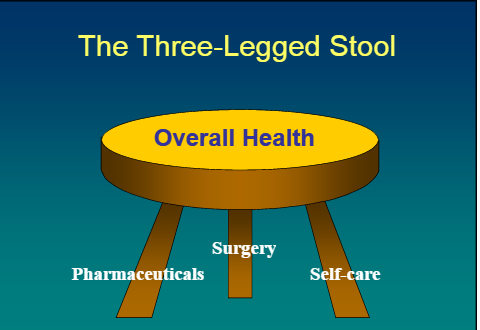 The Three-Legged Stool
Overall Health
Surgery
Pharmaceuticals
Self-care